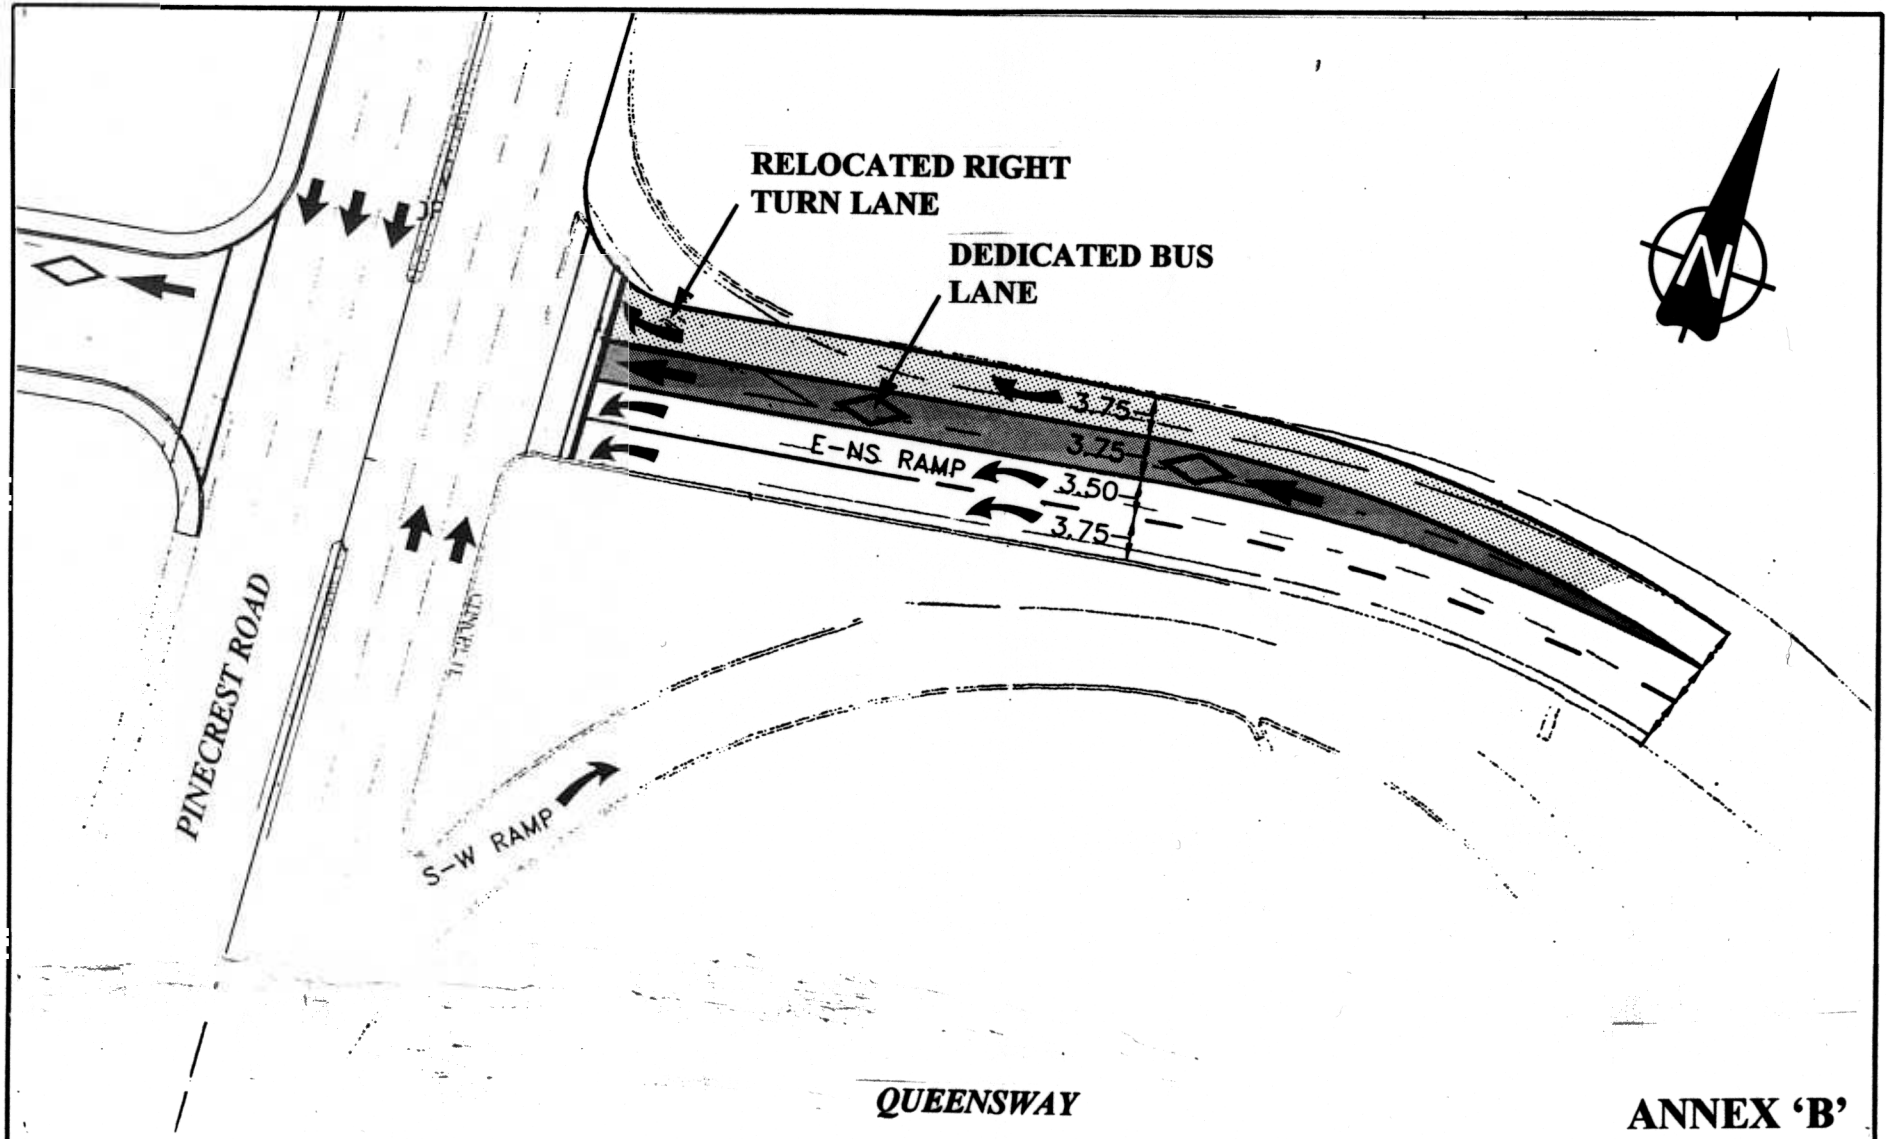 RELOCATED RIGHT
TURN LANE
DEDICATED BUS
LANE
N
3.75
3.75
E-NS RAMP
3.50
3.75
PINECREST ROAD
S-W RAMP
QUEENSWAY
ANNEX ‘B’